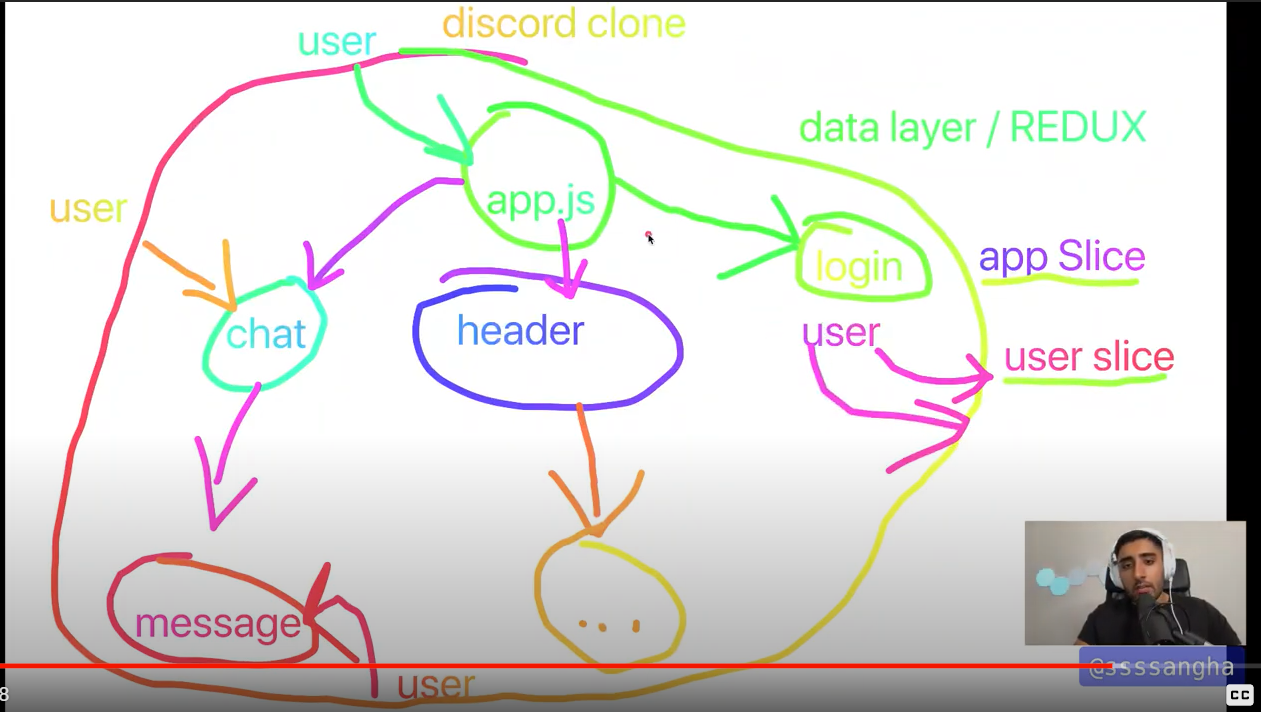 discord clone
user
data layer / REDUX
app.js
user
app Slice
login
chat
header
user
user slice
message
user
@ssssangha
8
CC